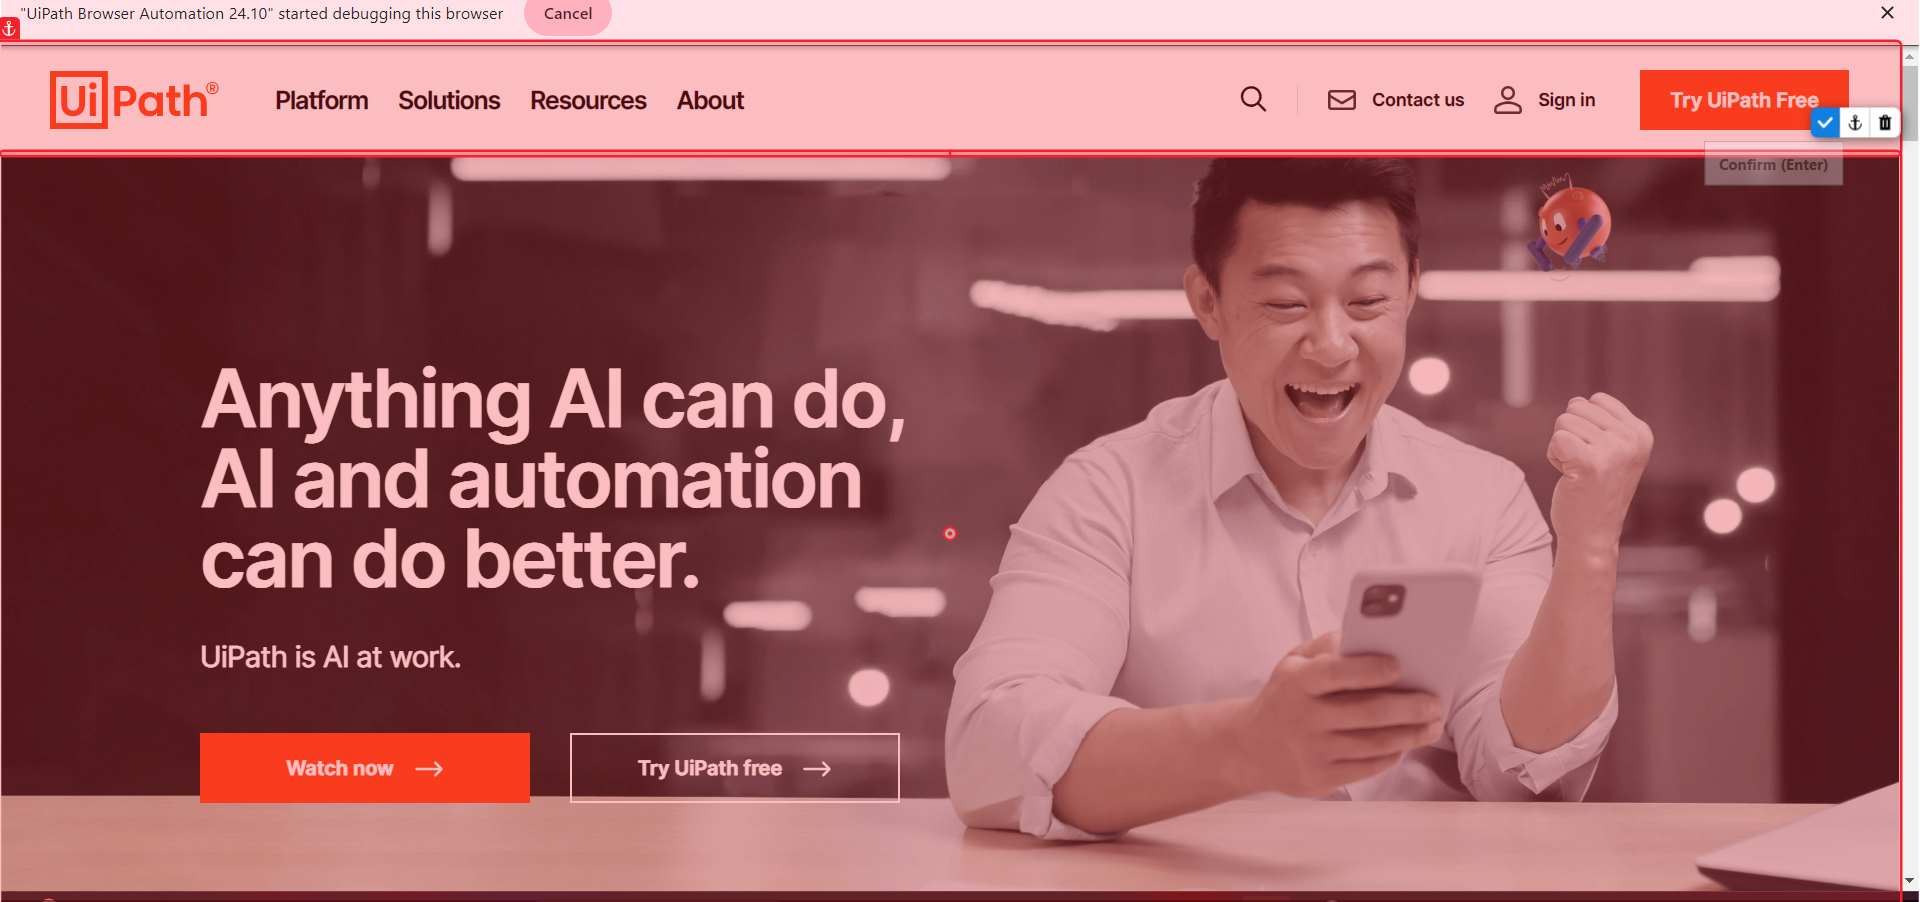 "UiPath Browser Automation 24.10" started debugging this browser
Cancel
UiPath®
Platform
Solutions
Resources
About
Contact us
Sign in
Try UiPath Free
Confirm (Enter)
Anything AI can do,
AI and automation
can do better.
UiPath is AI at work.
Watch now
Try UiPath free